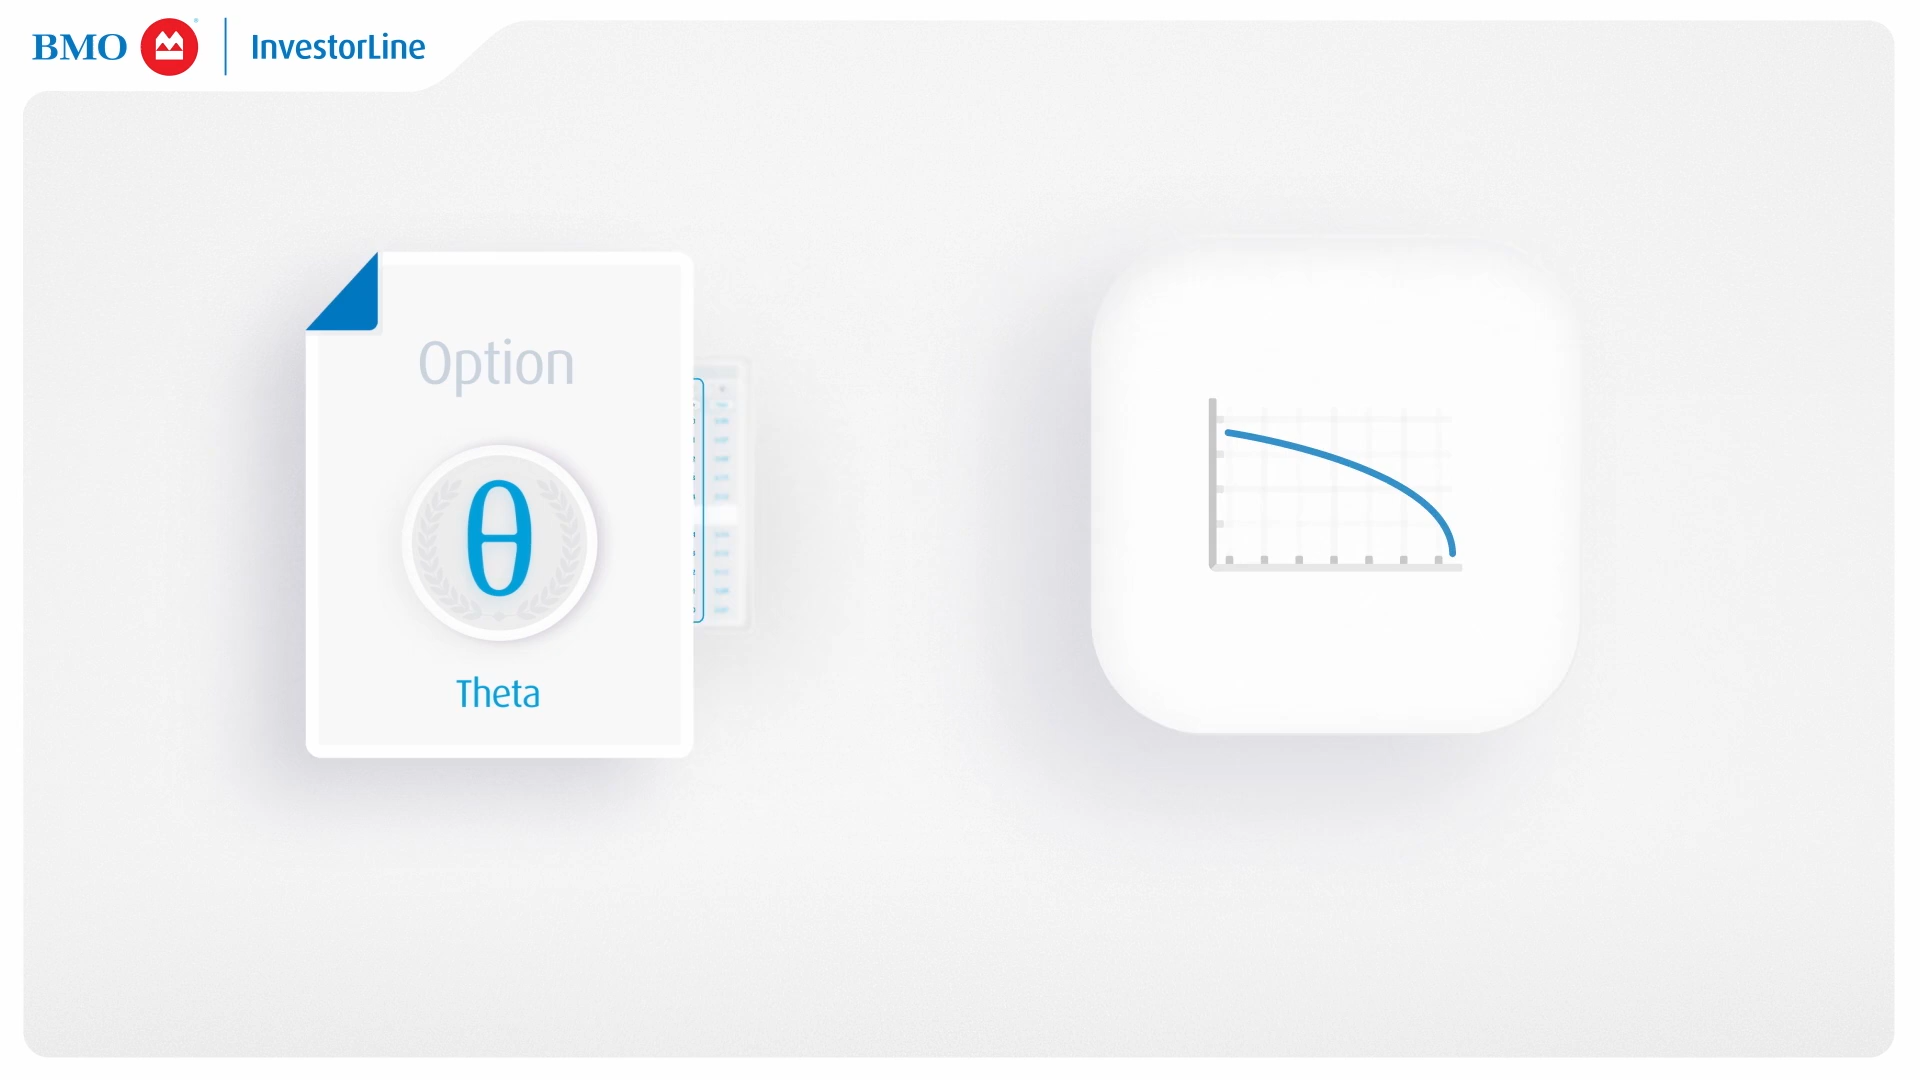 BMO InvestorLine
Option
θ
Theta